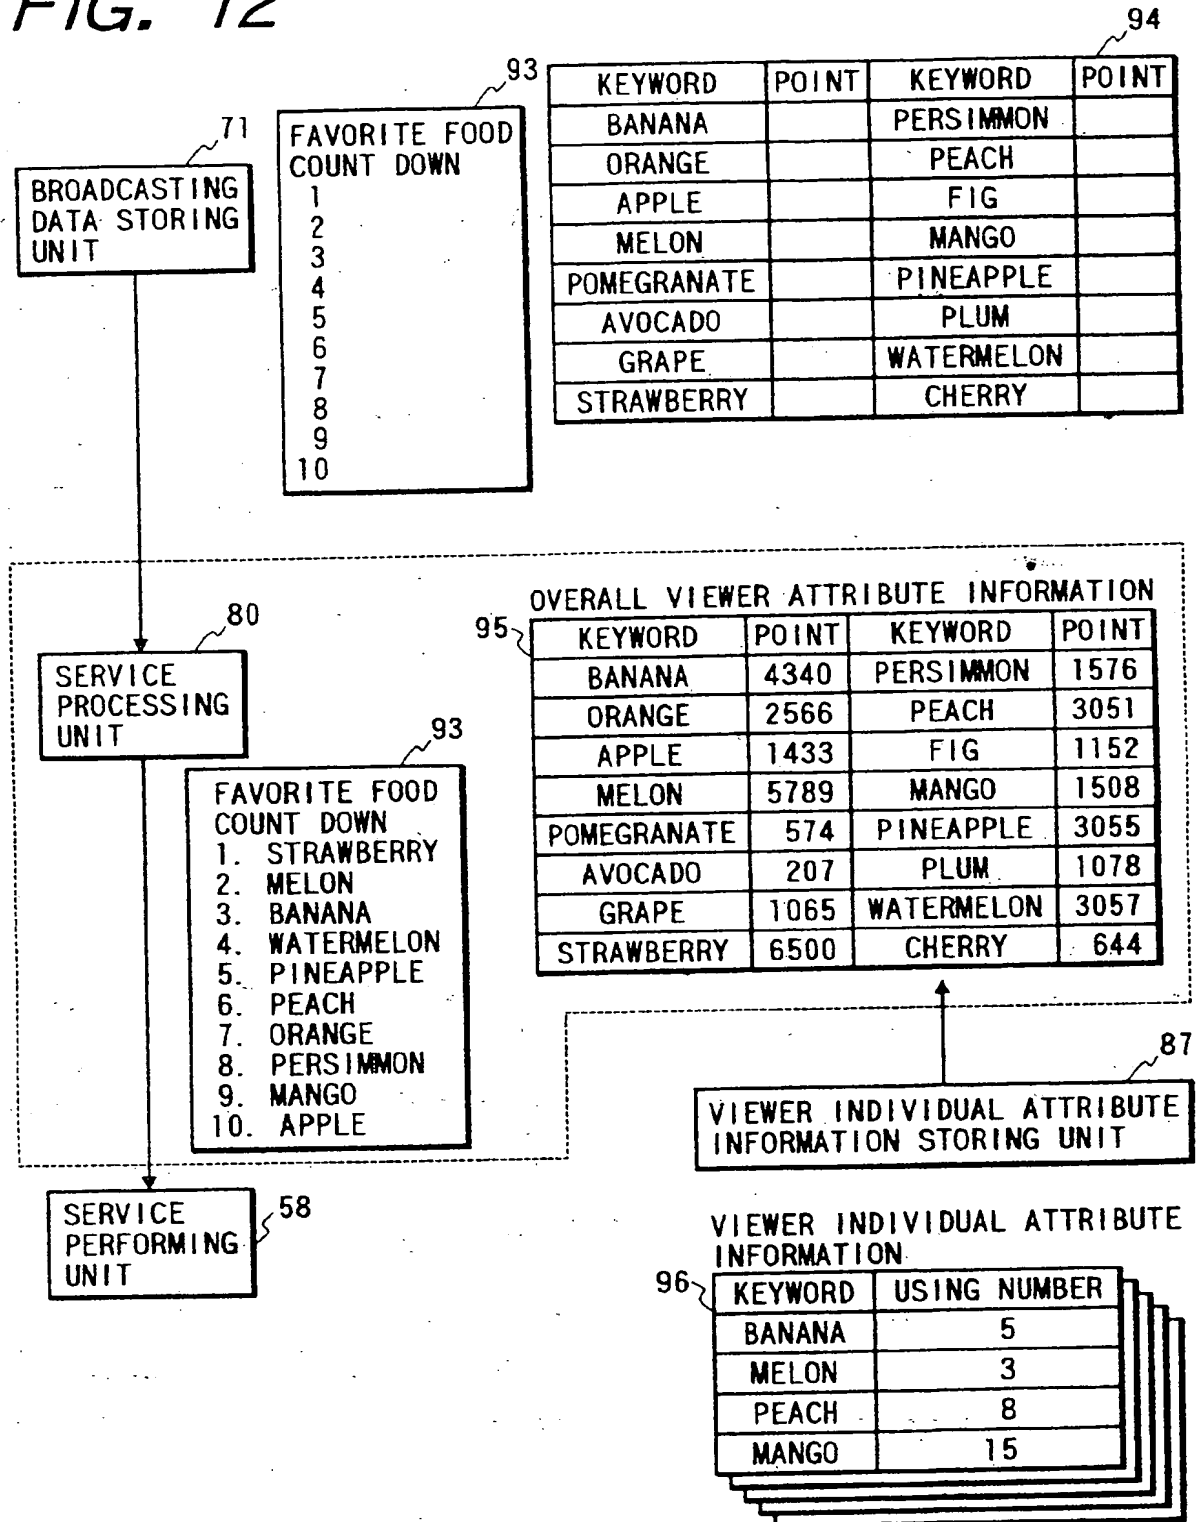 FIG. 12
71
BROADCASTING
DATA STORING
UNIT
93
FAVORITE FOOD
COUNT DOWN
1
2
3
4
5
6
7
8
9
10
94
KEYWORD POINT KEYWORD POINT
BANANA PERSIMMON
ORANGE PEACH
APPLE FIG
MELON MANGO
POMEGRANATE PINEAPPLE
AVOCADO PLUM
GRAPE WATERMELON
STRAWBERRY CHERRY
80
SERVICE
PROCESSING
UNIT
93
FAVORITE FOOD
COUNT DOWN
1. STRAWBERRY
2. MELON
3. BANANA
4. WATERMELON
5. PINEAPPLE
6. PEACH
7. ORANGE
8. PERSIMMON
9. MANGO
10. APPLE
OVERALL VIEWER ATTRIBUTE INFORMATION
95
KEYWORD POINT KEYWORD POINT
BANANA 4340 PERSIMMON 1576
ORANGE 2566 PEACH 3051
APPLE 1433 FIG 1152
MELON 5789 MANGO 1508
POMEGRANATE 574 PINEAPPLE 3055
AVOCADO 207 PLUM 1078
GRAPE 1065 WATERMELON 3057
STRAWBERRY 6500 CHERRY 644
87
VIEWER INDIVIDUAL ATTRIBUTE
INFORMATION STORING UNIT
SERVICE
PERFORMING
UNIT
58
VIEWER INDIVIDUAL ATTRIBUTE
INFORMATION
96
KEYWORD USING NUMBER
BANANA 5
MELON 3
PEACH 8
MANGO 15